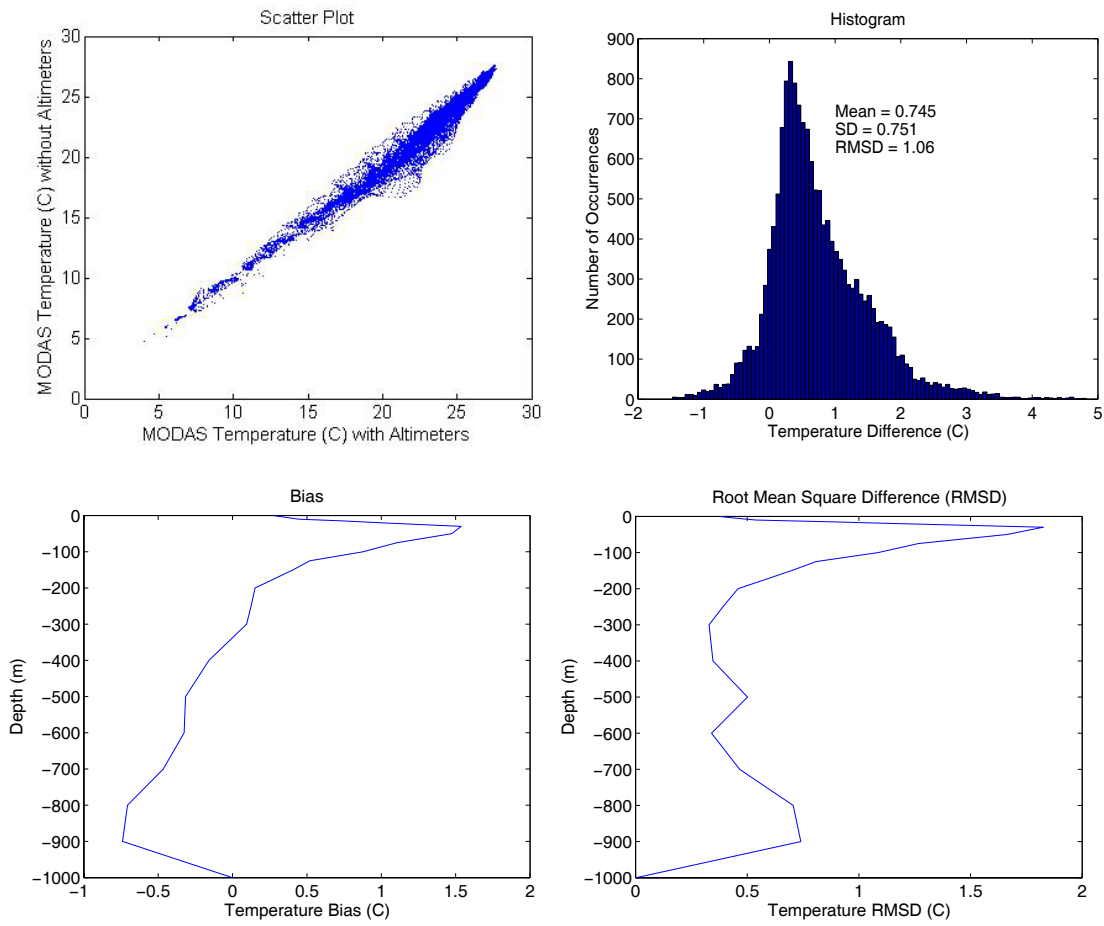 Scatter Plot
30
25
20
15
10
5
0
0 5 10 15 20 25 30
MODAS Temperature (C) without Altimeters
MODAS Temperature (C) with Altimeters
Histogram
900
800
700
600
500
400
300
200
100
0
−2 −1 0 1 2 3 4 5
Number of Occurrences
Temperature Difference (C)
Mean = 0.745
SD = 0.751
RMSD = 1.06
Bias
0
−100
−200
−300
−400
−500
−600
−700
−800
−900
−1000
−1 −0.5 0 0.5 1 1.5 2
Depth (m)
Temperature Bias (C)
Root Mean Square Difference (RMSD)
0
−100
−200
−300
−400
−500
−600
−700
−800
−900
−1000
0 0.5 1 1.5 2
Depth (m)
Temperature RMSD (C)